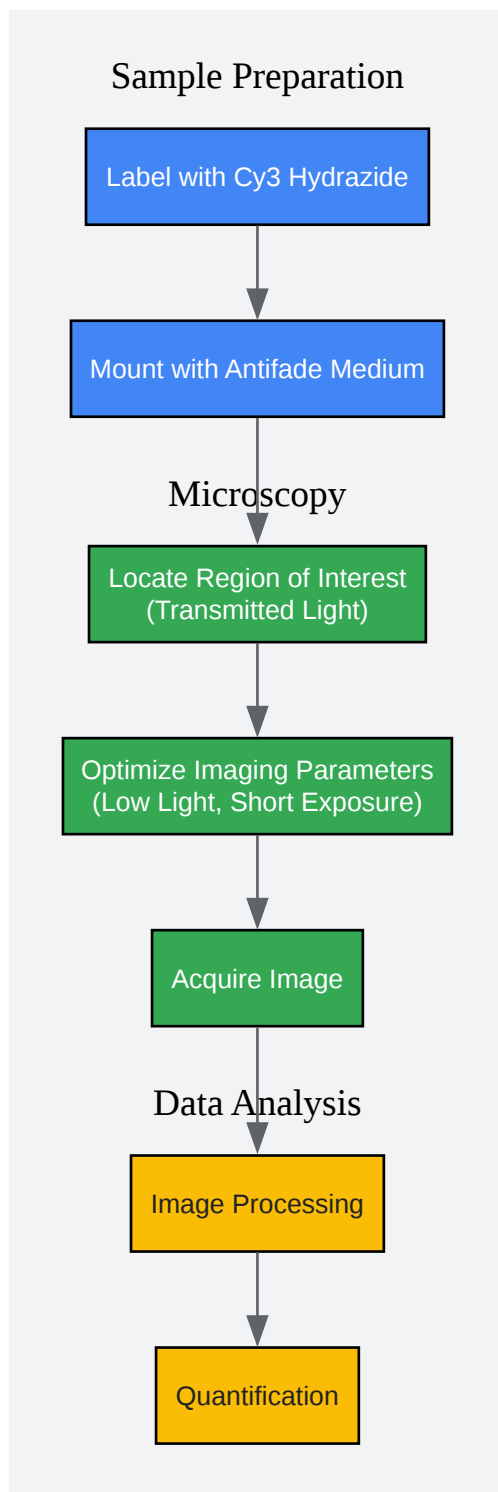 Sample Preparation
Label with Cy3 Hydrazide
Mount with Antifade Medium
Microscopy
Locate Region of Interest
(Transmitted Light)
Optimize Imaging Parameters
(Low Light, Short Exposure)
Acquire Image
Data Analysis
Image Processing
Quantification